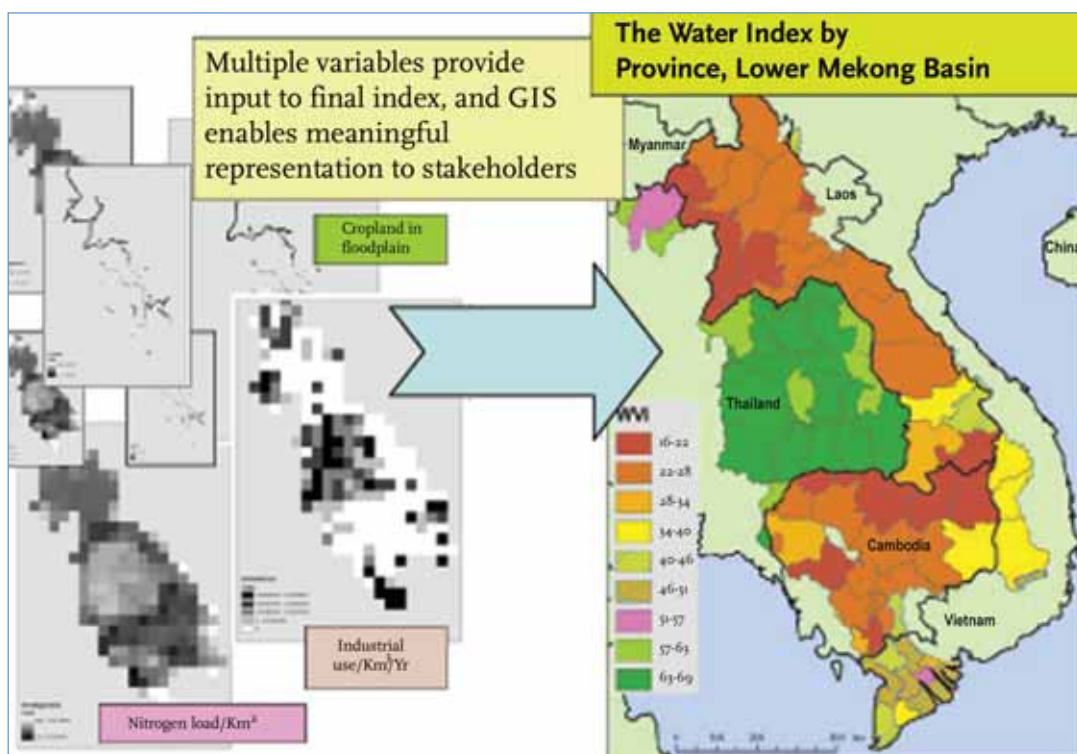 Multiple variables provide
input to final index, and GIS
enables meaningful
representation to stakeholders
The Water Index by
Province, Lower Mekong Basin
Cropland in
floodplain
Industrial
use/Km³/Yr
Nitrogen load/Km²
Myanmar
Laos
China
Thailand
Cambodia
Vietnam
WVI
16-22
22-28
28-34
34-40
40-46
46-51
51-57
57-63
63-69